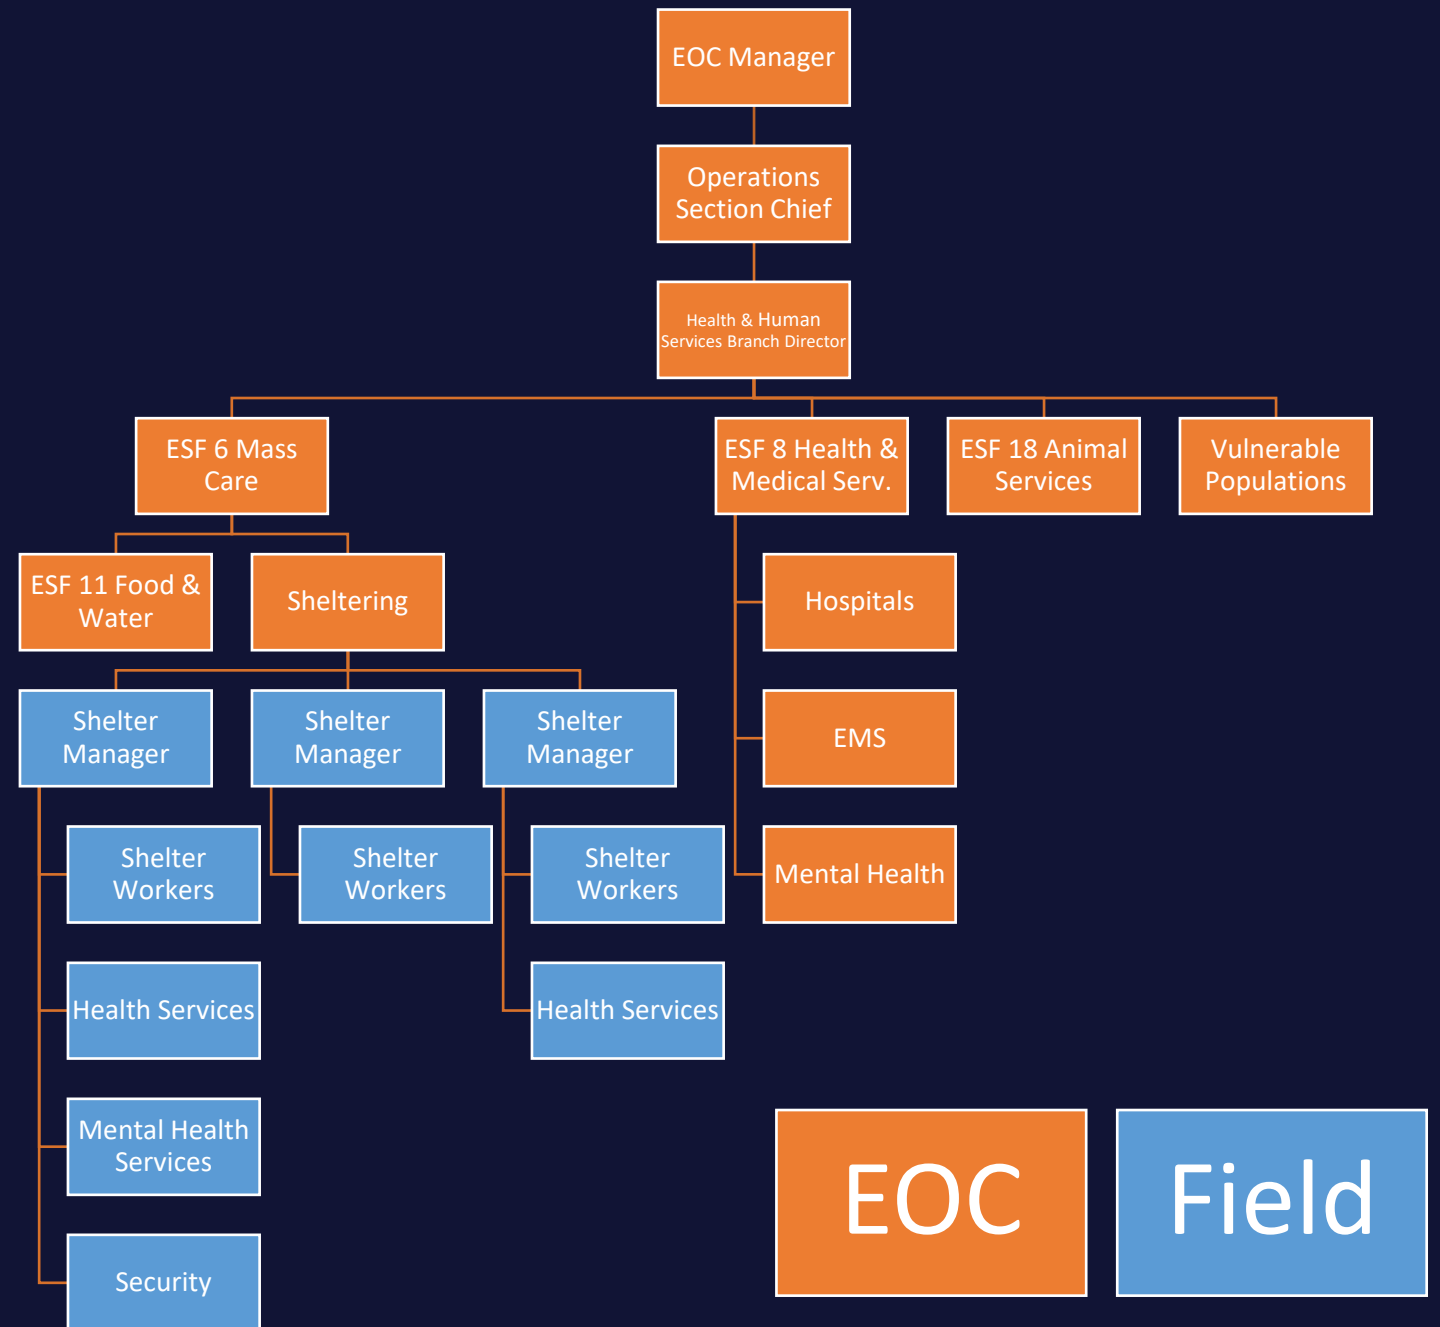 EOC Manager
Operations
Section Chief
Health & Human
Services Branch Director
ESF 6 Mass
Care
ESF 8 Health &
Medical Serv.
ESF 18 Animal
Services
Vulnerable
Populations
ESF 11 Food &
Water
Sheltering
Hospitals
Shelter
Manager
Shelter
Manager
Shelter
Manager
EMS
Shelter
Workers
Shelter
Workers
Shelter
Workers
Mental Health
Health Services
Health Services
Mental Health
Services
Security
EOC
Field